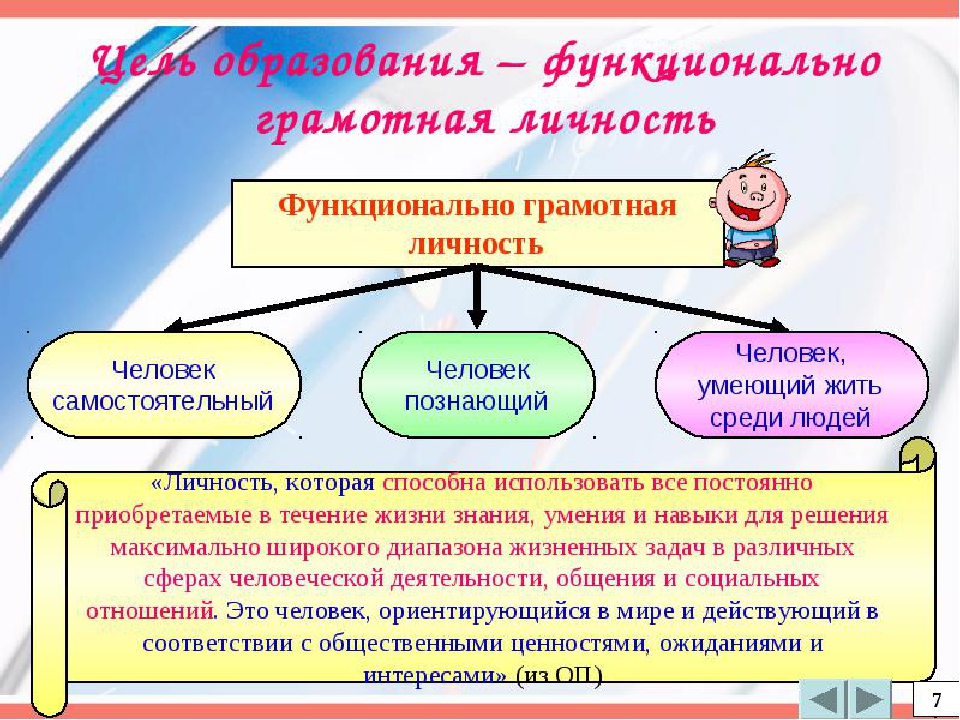 Цель образования – функционально
грамотная личность
Функционально грамотная
личность
Человек
самостоятельный
Человек
познающий
Человек,
умеющий жить
среди людей
«Личность, которая способна использовать все постоянно
приобретаемые в течение жизни знания, умения и навыки для решения
максимально широкого диапазона жизненных задач в различных
сферах человеческой деятельности, общения и социальных
отношений. Это человек, ориентирующийся в мире и действующий в
соответствии с общественными ценностями, ожиданиями и
интересами» (из ОП)
7